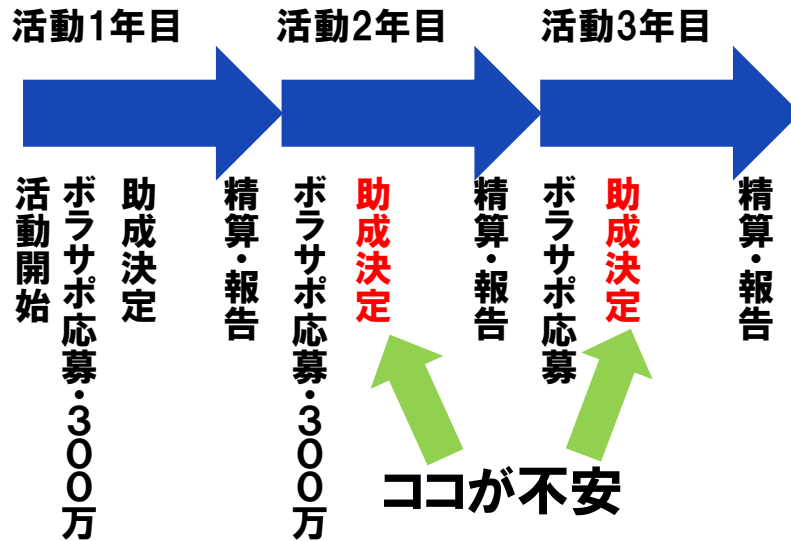 活動1年目
活動2年目
活動3年目
活動開始
ボラサポ応募・３００万
助成決定
精算・報告
ボラサポ応募・３００万
助成決定
精算・報告
ボラサポ応募
助成決定
精算・報告
ココが不安